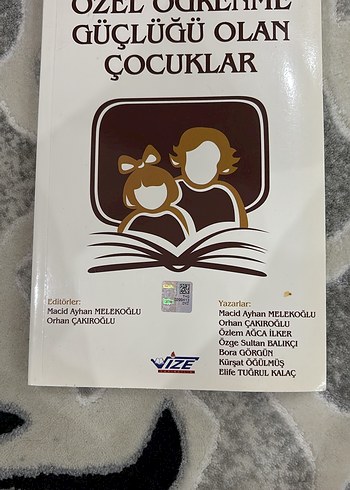 ÖZEL ÖĞRENME
GÜÇLÜĞÜ OLAN
ÇOCUKLAR
Editörler:
Macid Ayhan MELEKOĞLU
Orhan ÇAKIROĞLU
Yazarlar:
Macid Ayhan MELEKOĞLU
Orhan ÇAKIROĞLU
Özlem AĞCA İLKER
Özge Sultan BALIKÇI
Bora GÖRGÜN
Kürşat ÖĞÜLMÜŞ
Elife TUĞRUL KALAÇ
VİZE